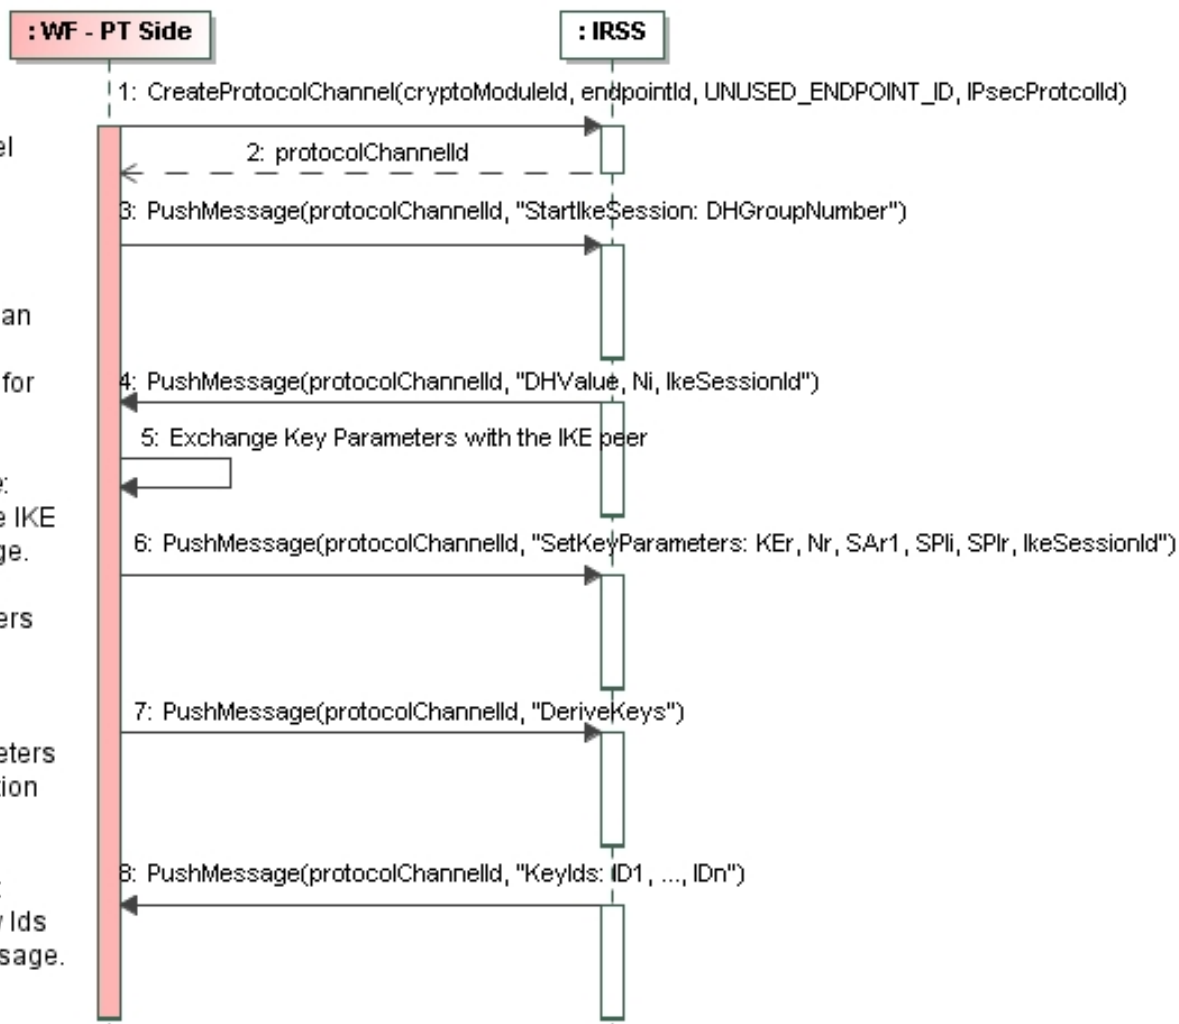 : WF - PT Side
: IRSS
1: CreateProtocolChannel(cryptoModuleId, endpointId, UNUSED_ENDPOINT_ID, IPsecProtcolId)
el
2: protocolChannelId
3: PushMessage(protocolChannelId, "StartIkeSession: DHGroupNumber")
an
for
4: PushMessage(protocolChannelId, "DHValue, Ni, IkeSessionId")
5: Exchange Key Parameters with the IKE peer
e:
e IKE
ge.
6: PushMessage(protocolChannelId, "SetKeyParameters: KEr, Nr, SAr1, SPIi, SPIr, IkeSessionId")
ers
7: PushMessage(protocolChannelId, "DeriveKeys")
eters
tion
8: PushMessage(protocolChannelId, "KeyIds: ID1, ..., IDn")
y Ids
sage.